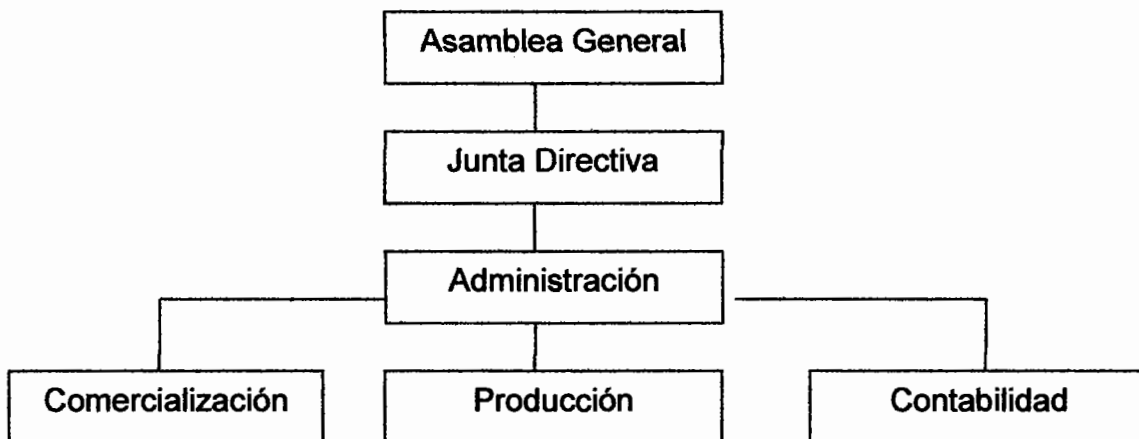 Asamblea General
Junta Directiva
Administración
Comercialización
Producción
Contabilidad